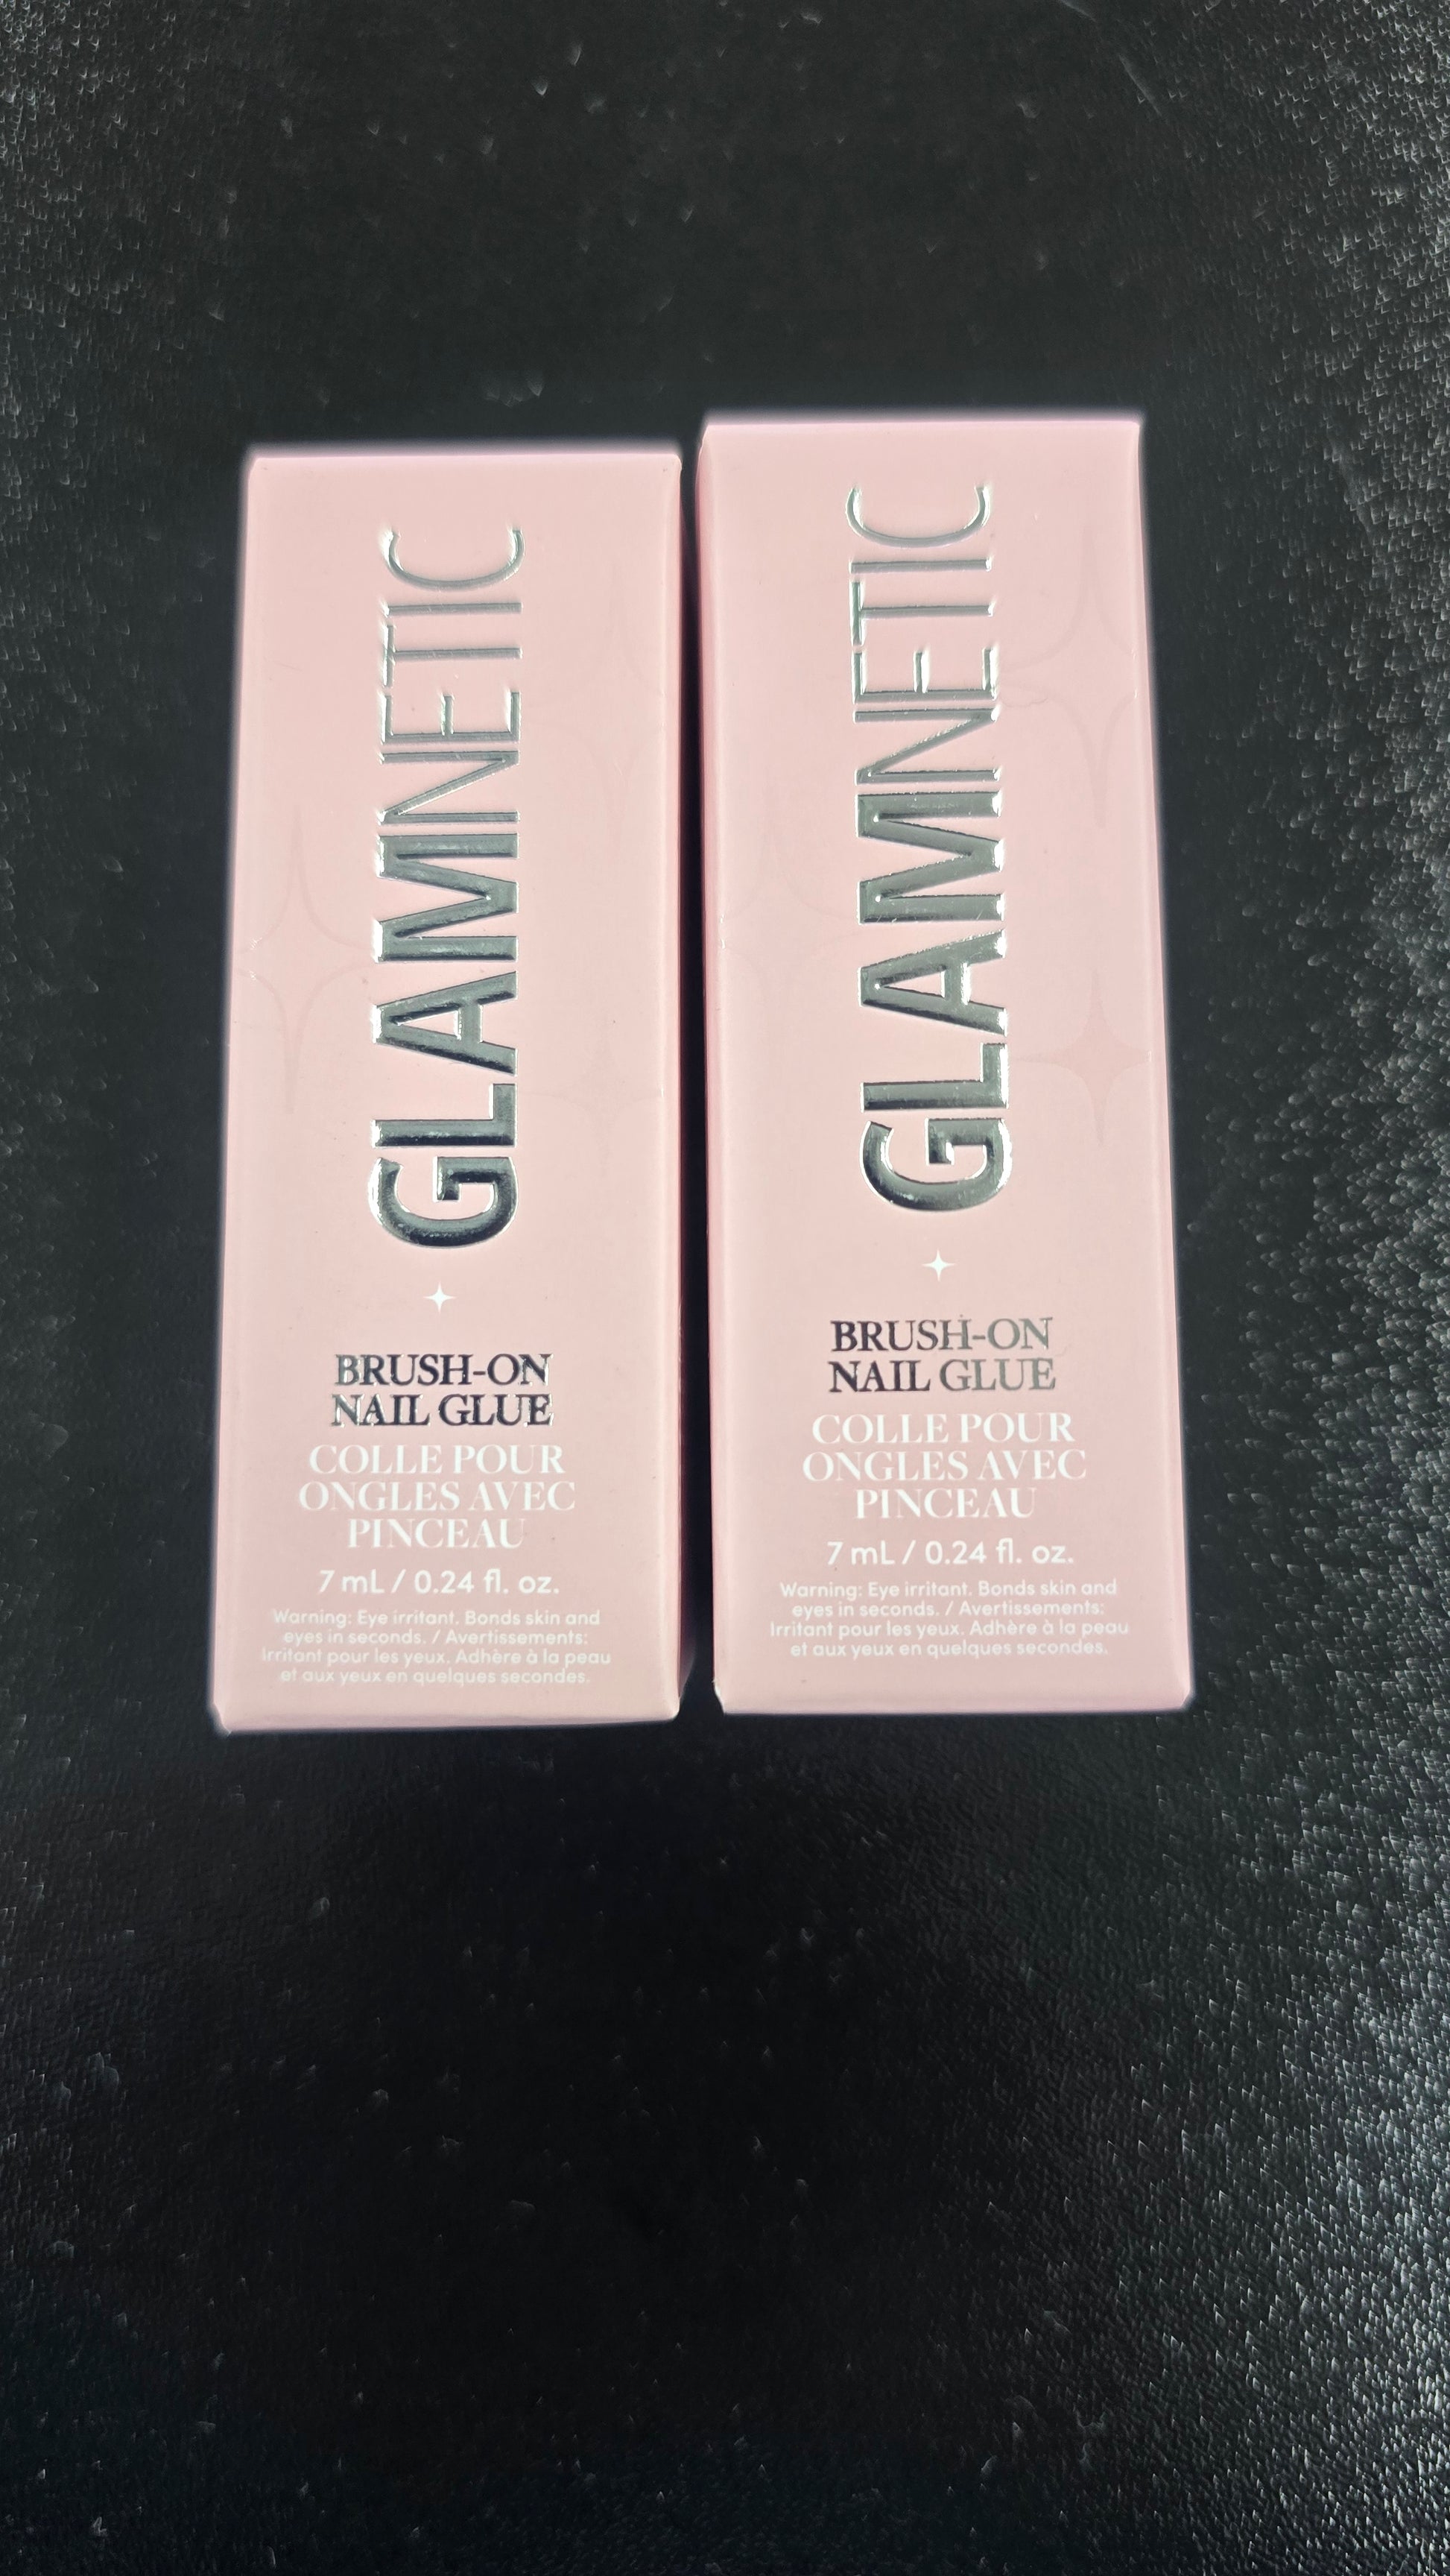 GLAMNETIC
BRUSH-ON
NAIL GLUE
COLLE POUR
ONGLES AVEC
PINCEAU
7 mL / 0.24 fl. oz.
Warning: Eye irritant. Bonds skin and
eyes in seconds. / Avertissements:
Irritant pour les yeux. Adhère à la peau
et aux yeux en quelques secondes.
GLAMNETIC
BRUSH-ON
NAIL GLUE
COLLE POUR
ONGLES AVEC
PINCEAU
7 mL / 0.24 fl. oz.
Warning: Eye irritant. Bonds skin and
eyes in seconds. / Avertissements:
Irritant pour les yeux. Adhère à la peau
et aux yeux en quelques secondes.